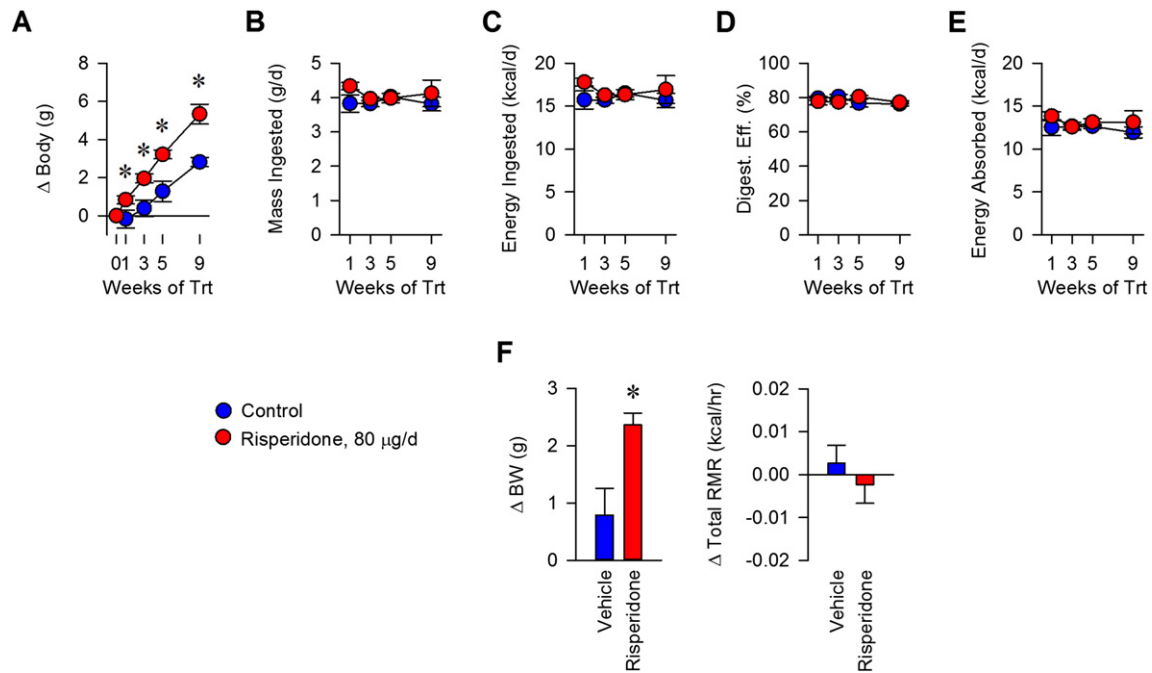 A
B
C
D
E
Δ Body (g)
8
6
4
2
0
*
*
*
*
01 3 5 9
Weeks of Trt
Mass Ingested (g/d)
5
4
3
2
1
0
1 3 5 9
Weeks of Trt
Energy Ingested (kcal/d)
20
15
10
5
0
1 3 5 9
Weeks of Trt
Digest. Eff. (%)
100
80
60
40
20
0
1 3 5 9
Weeks of Trt
Energy Absorbed (kcal/d)
20
15
10
5
0
1 3 5 9
Weeks of Trt
Control
Risperidone, 80 μg/d
F
Δ BW (g)
3
2
1
0
*
Vehicle
Risperidone
Δ Total RMR (kcal/hr)
0.02
0.01
0.00
-0.01
-0.02
Vehicle
Risperidone